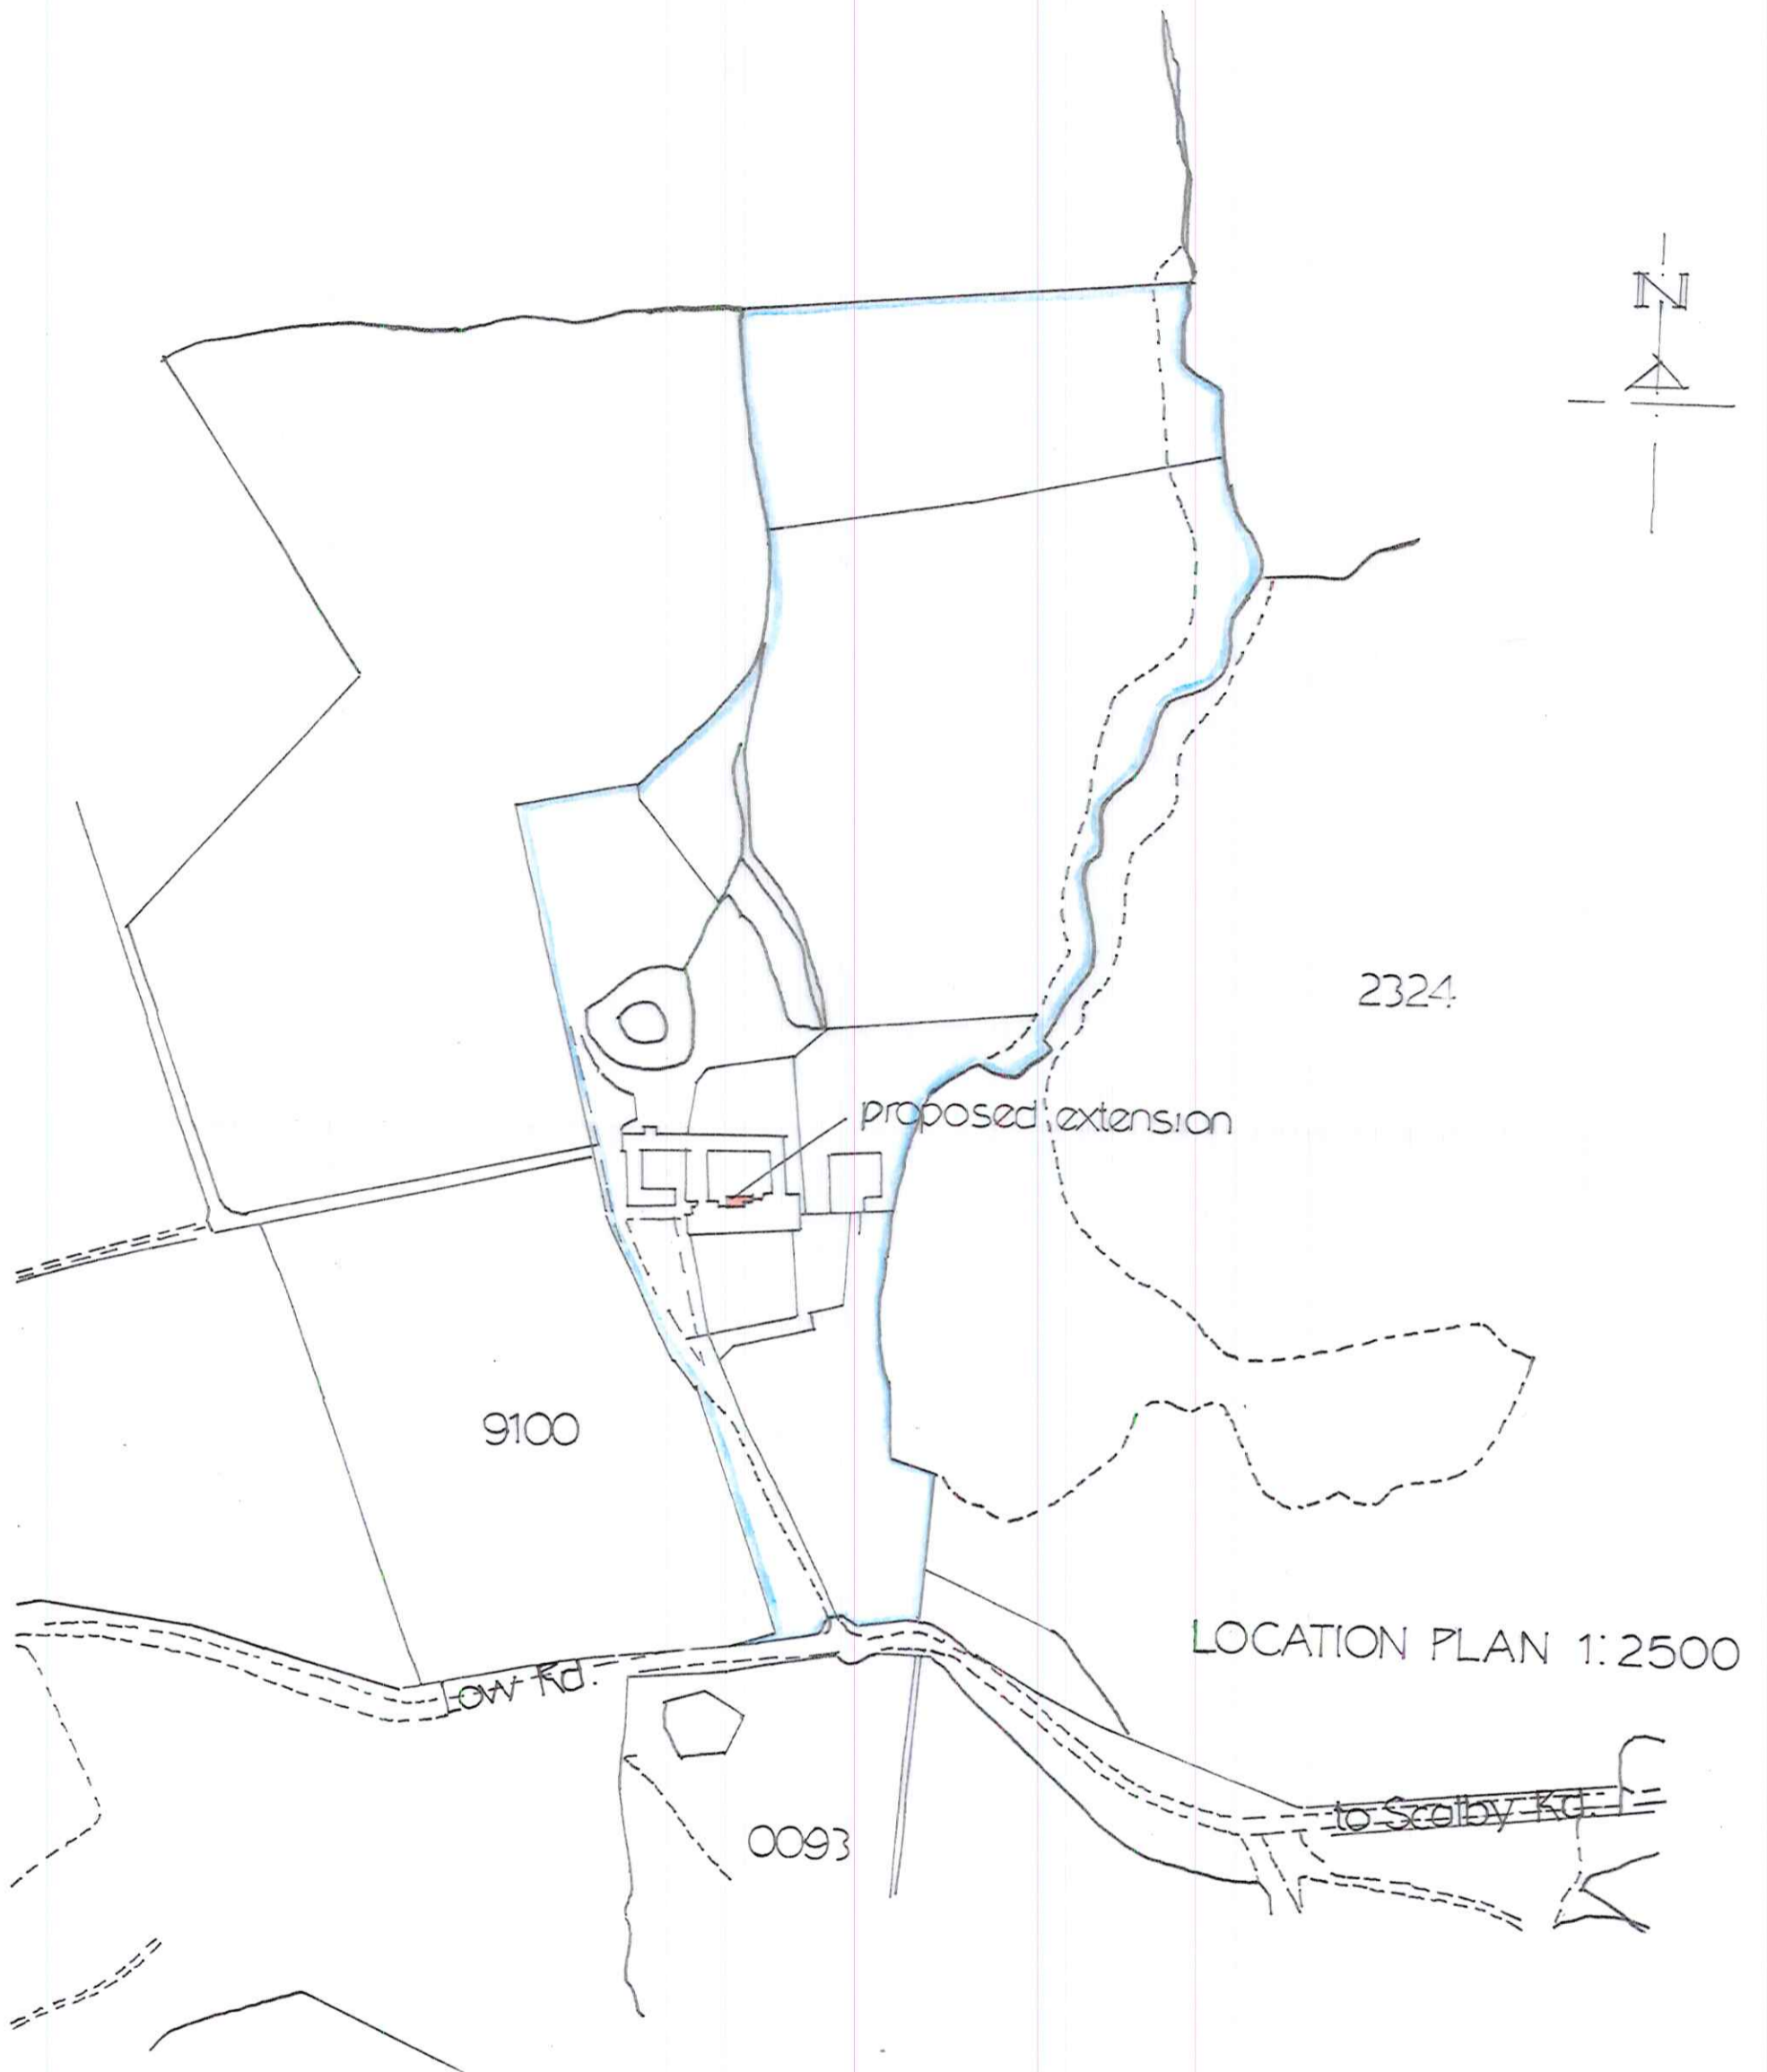 N
2324
proposed extension
9100
LOCATION PLAN 1:2500
Low Rd.
to Scalby Rd.
0093